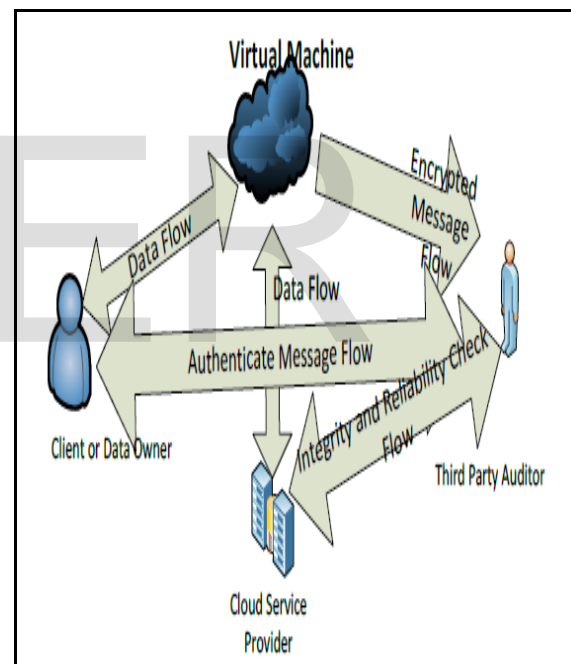 Virtual Machine
Encrypted
Message
Flow
Data Flow
Data Flow
Authenticate Message Flow
Integrity and Reliability Check
Flow
Client or Data Owner
Third Party Auditor
Cloud Service
Provider
ER